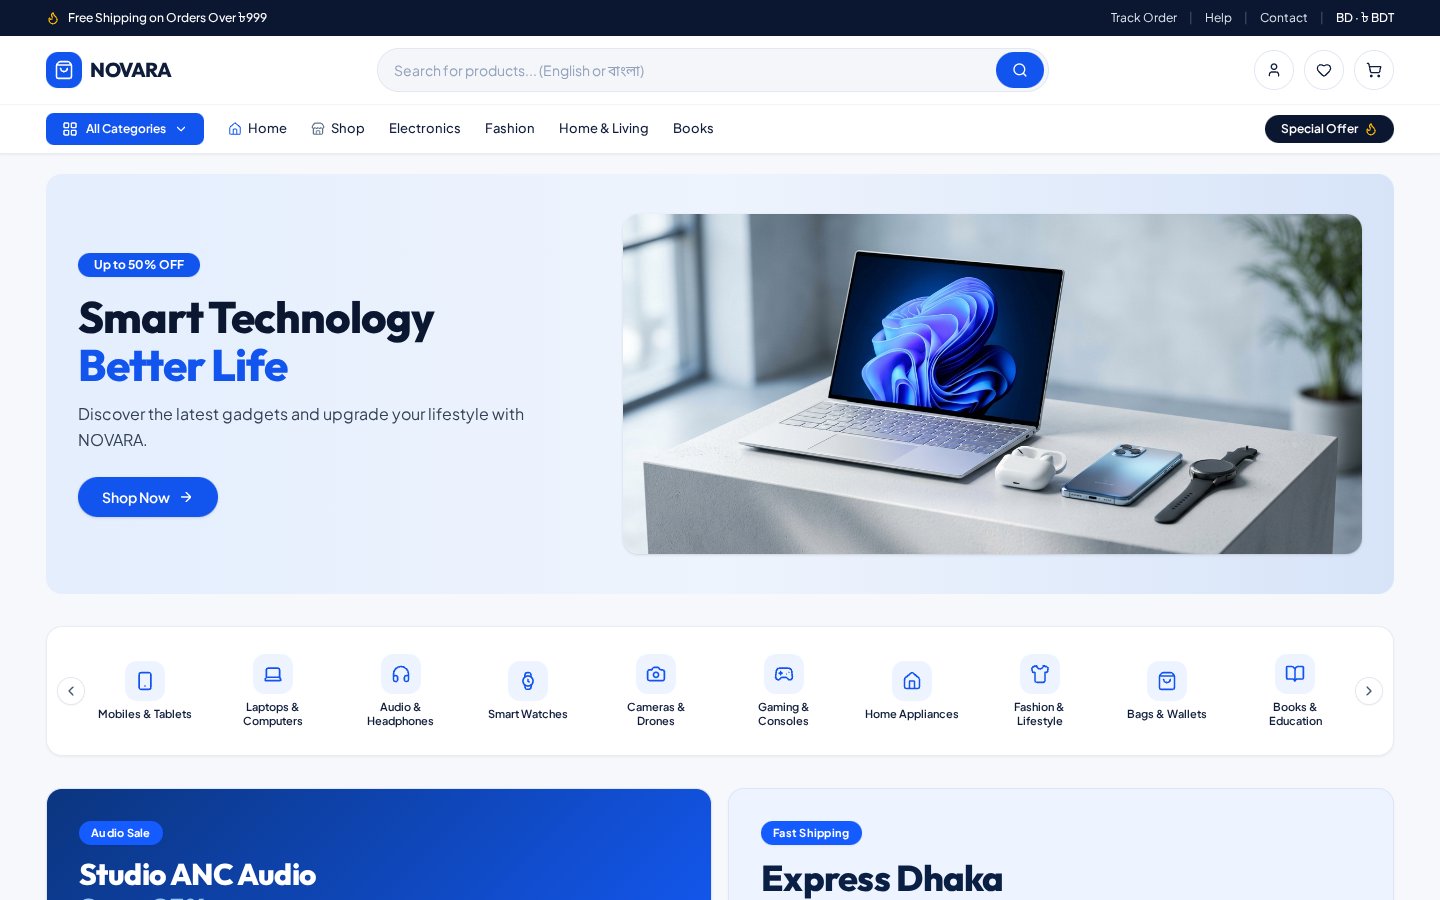 Free Shipping on Orders Over ৳999
Track Order | Help | Contact | BD · ৳ BDT
NOVARA
Search for products... (English or বাংলা)
All Categories
Home
Shop
Electronics
Fashion
Home & Living
Books
Special Offer
Up to 50% OFF
Smart Technology
Better Life
Discover the latest gadgets and upgrade your lifestyle with
NOVARA.
Shop Now
Mobiles & Tablets
Laptops &
Computers
Audio &
Headphones
Smart Watches
Cameras &
Drones
Gaming &
Consoles
Home Appliances
Fashion &
Lifestyle
Bags & Wallets
Books &
Education
Audio Sale
Studio ANC Audio
Fast Shipping
Express Dhaka